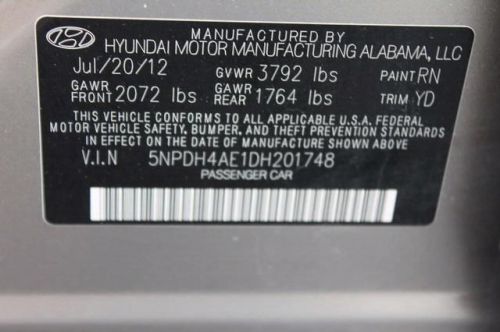 MANUFACTURED BY
HYUNDAI MOTOR MANUFACTURING ALABAMA, LLC
Jul/20/12 GVWR 3792 lbs PAINT RN
GAWR FRONT 2072 lbs GAWR REAR 1764 lbs TRIM YD
THIS VEHICLE CONFORMS TO ALL APPLICABLE U.S.A. FEDERAL
MOTOR VEHICLE SAFETY, BUMPER, AND THEFT PREVENTION STANDARDS
IN EFFECT ON THE DATE OF MANUFACTURE SHOWN ABOVE.
V.I.N 5NPDH4AE1DH201748
PASSENGER CAR